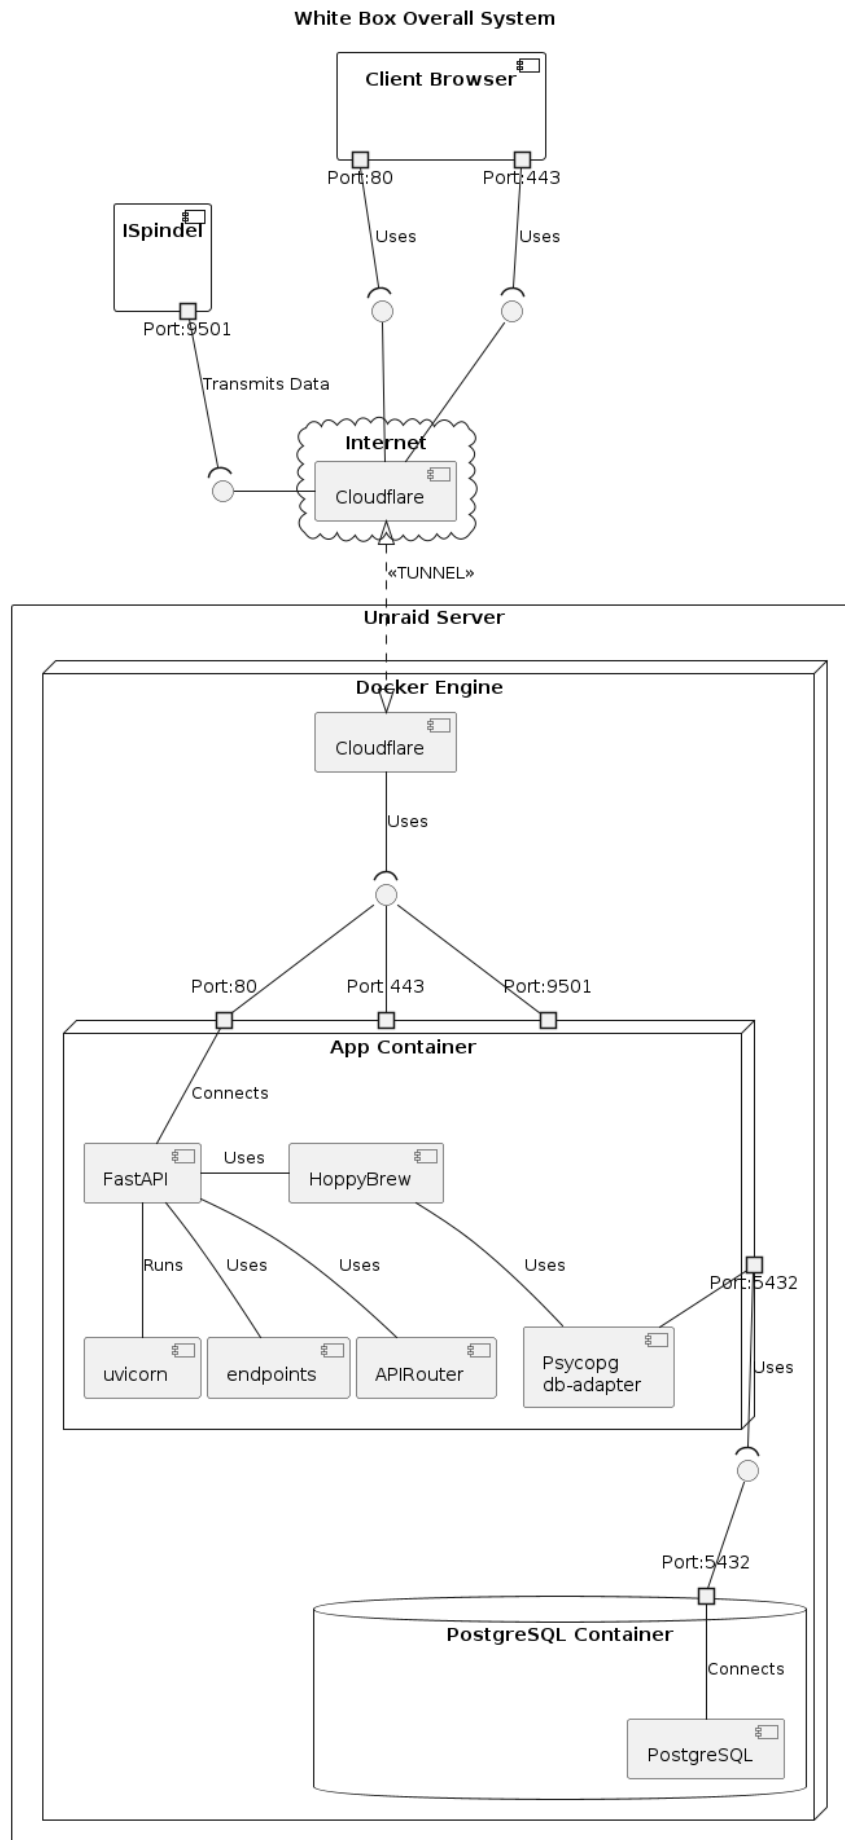 White Box Overall System
Client Browser
Port:80
Port:443
ISpindel
Uses
Uses
Port:9501
Transmits Data
Internet
Cloudflare
«TUNNEL»
Unraid Server
Docker Engine
Cloudflare
Uses
Port:80
Port:443
Port:9501
App Container
Connects
FastAPI
Uses
HoppyBrew
Runs
Uses
Uses
Uses
Port:5432
uvicorn
endpoints
APIRouter
Psycopg
db-adapter
Uses
Port:5432
PostgreSQL Container
Connects
PostgreSQL